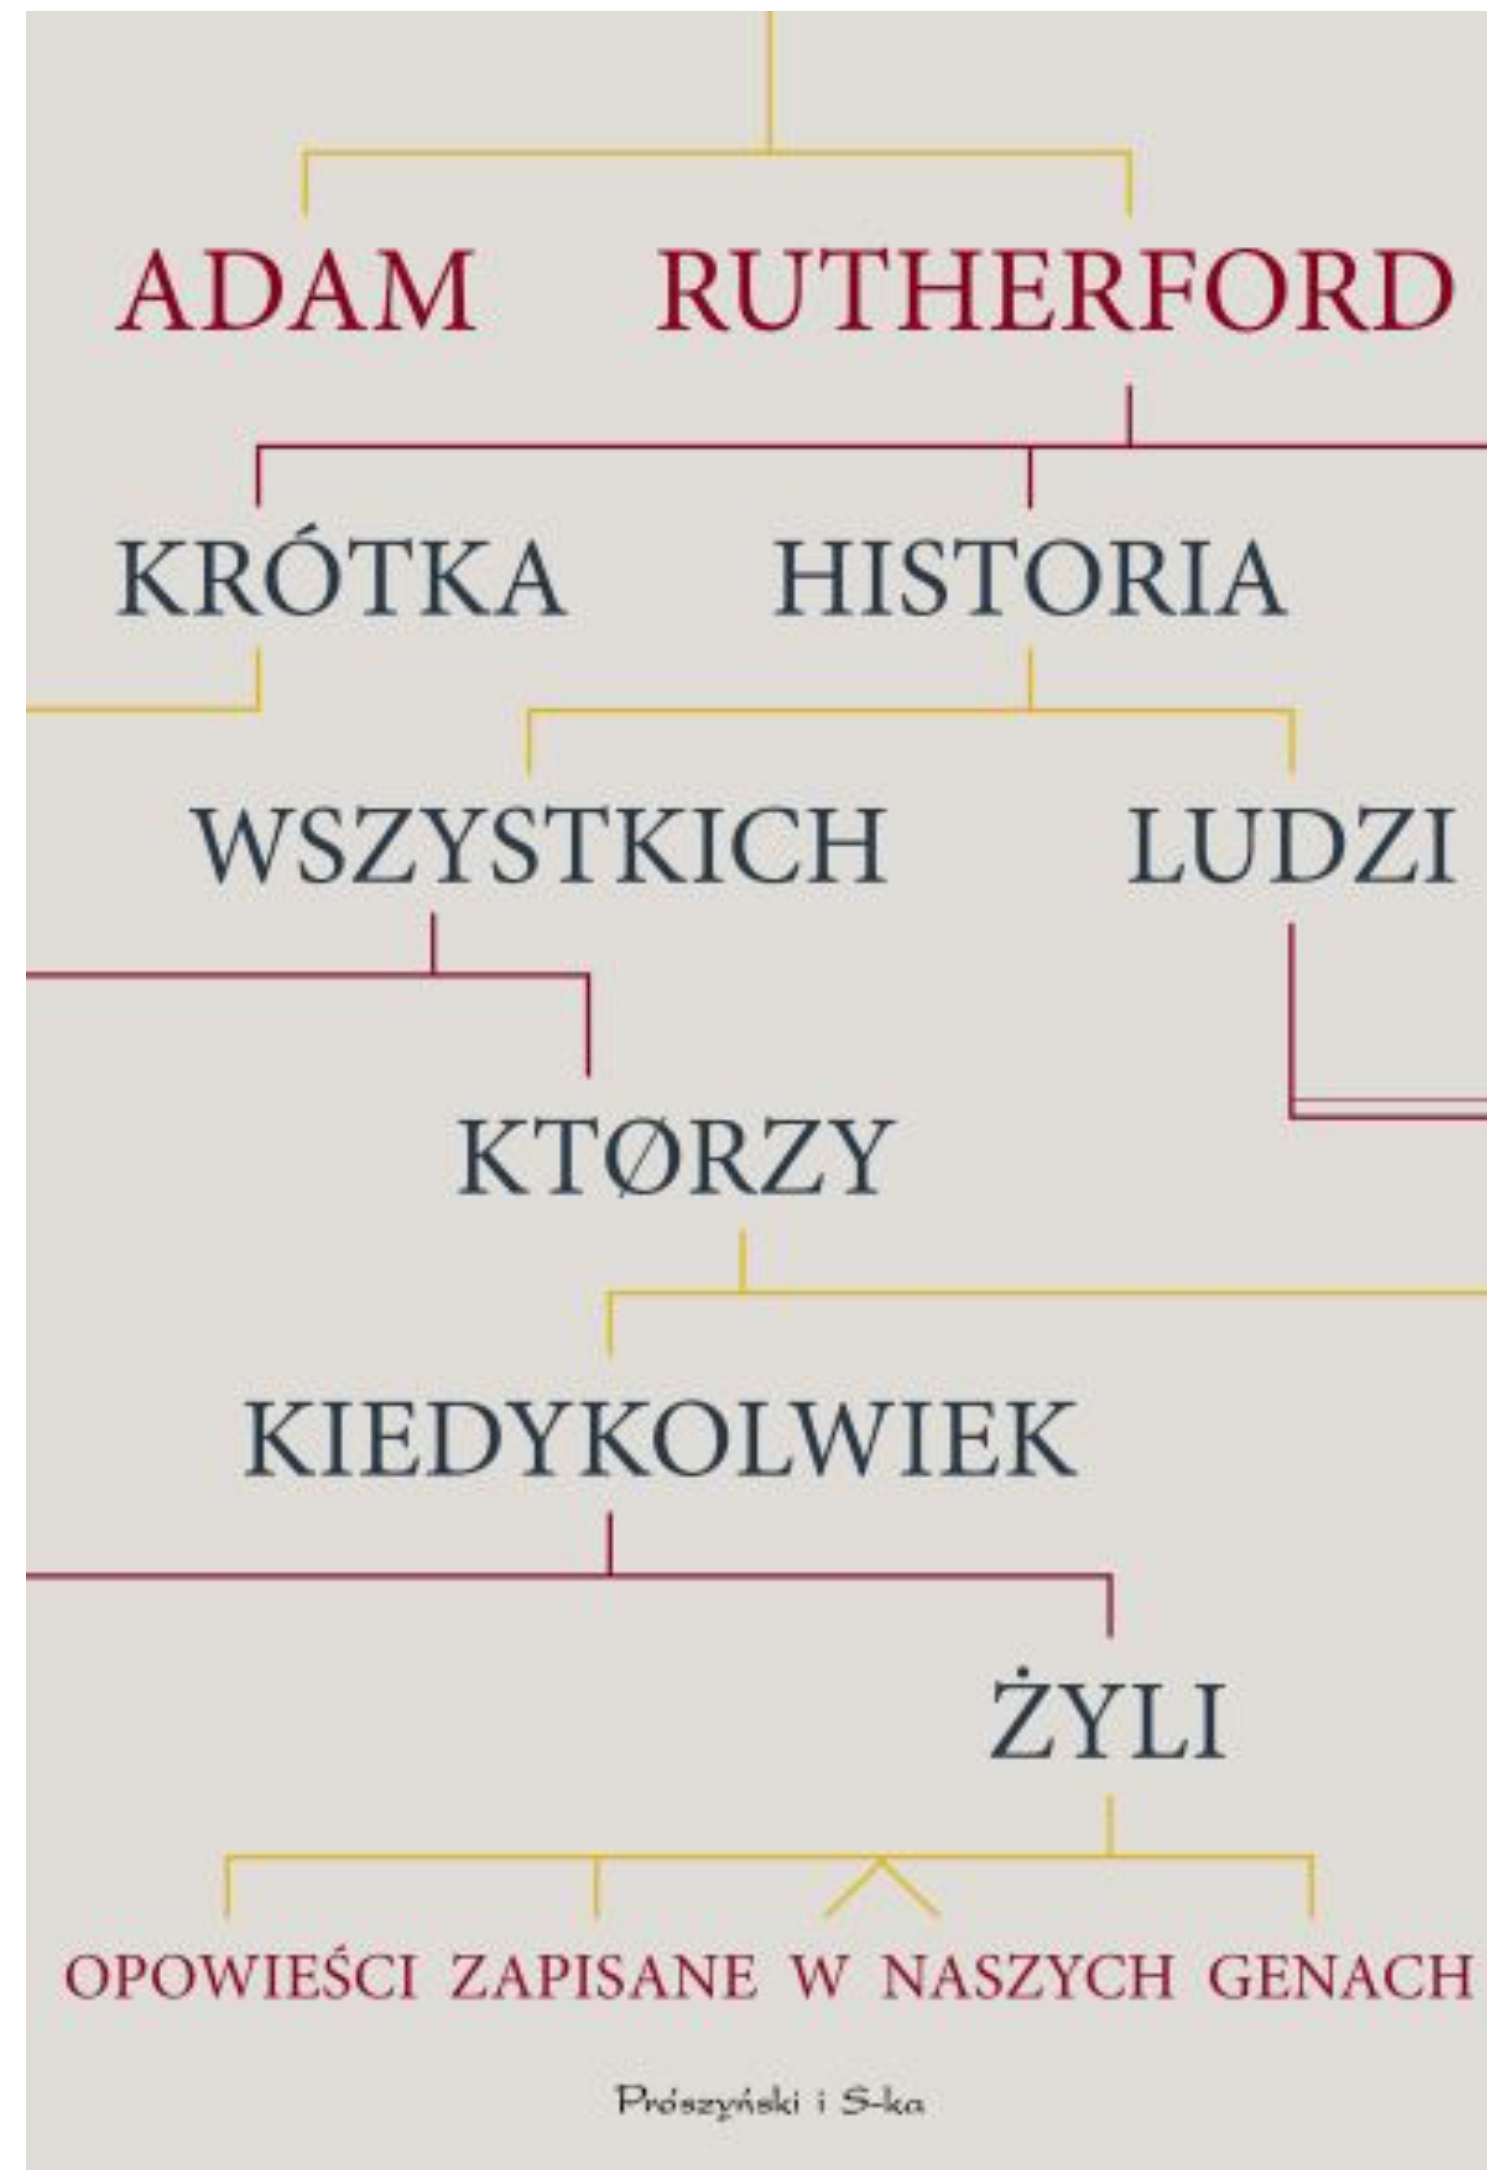 ADAM RUTHERFORD
KRÓTKA HISTORIA
WSZYSTKICH LUDZI
KTØRZY
KIEDYKOLWIEK
ŻYLI
OPOWIEŚCI ZAPISANE W NASZYCH GENACH
Prószyński i S-ka